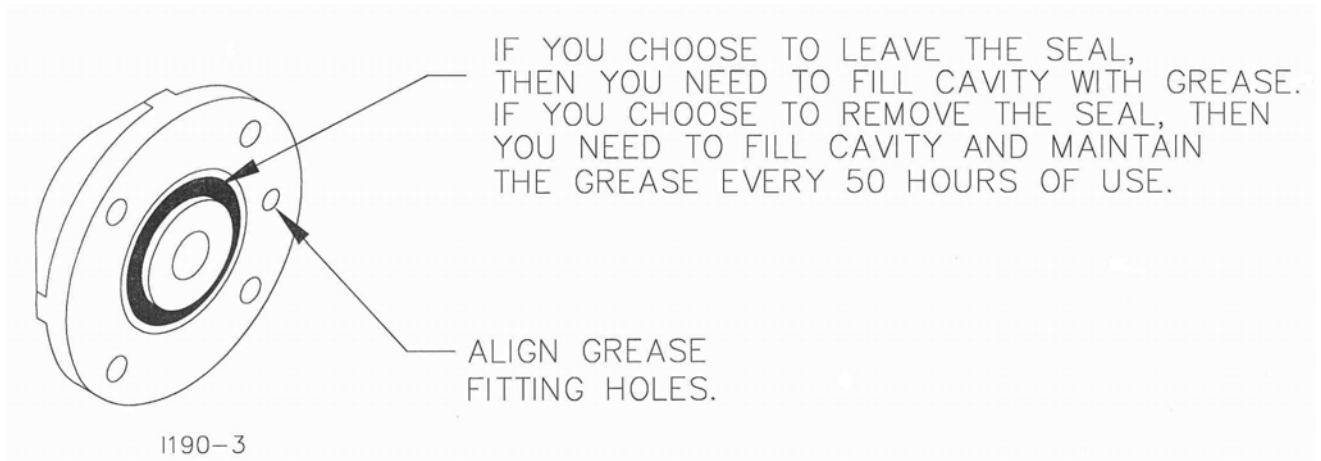 IF YOU CHOOSE TO LEAVE THE SEAL,
THEN YOU NEED TO FILL CAVITY WITH GREASE.
IF YOU CHOOSE TO REMOVE THE SEAL, THEN
YOU NEED TO FILL CAVITY AND MAINTAIN
THE GREASE EVERY 50 HOURS OF USE.
ALIGN GREASE
FITTING HOLES.
I190-3